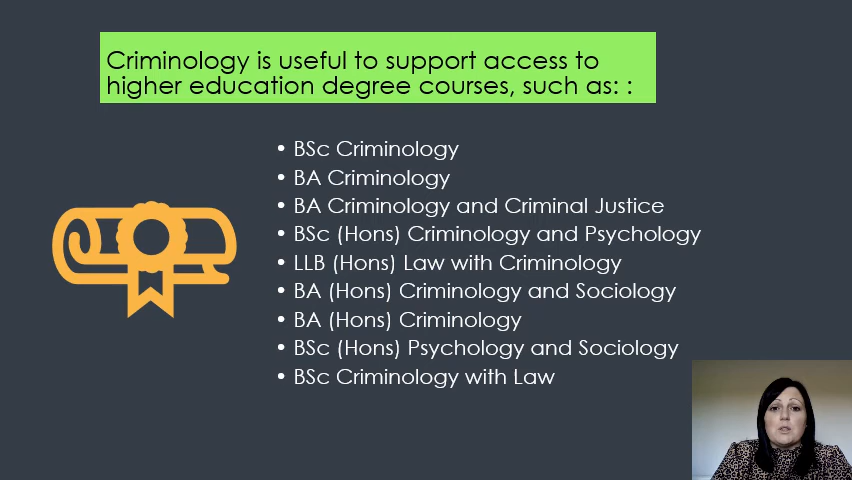 Criminology is useful to support access to
higher education degree courses, such as: :
• BSc Criminology
• BA Criminology
• BA Criminology and Criminal Justice
• BSc (Hons) Criminology and Psychology
• LLB (Hons) Law with Criminology
• BA (Hons) Criminology and Sociology
• BA (Hons) Criminology
• BSc (Hons) Psychology and Sociology
• BSc Criminology with Law